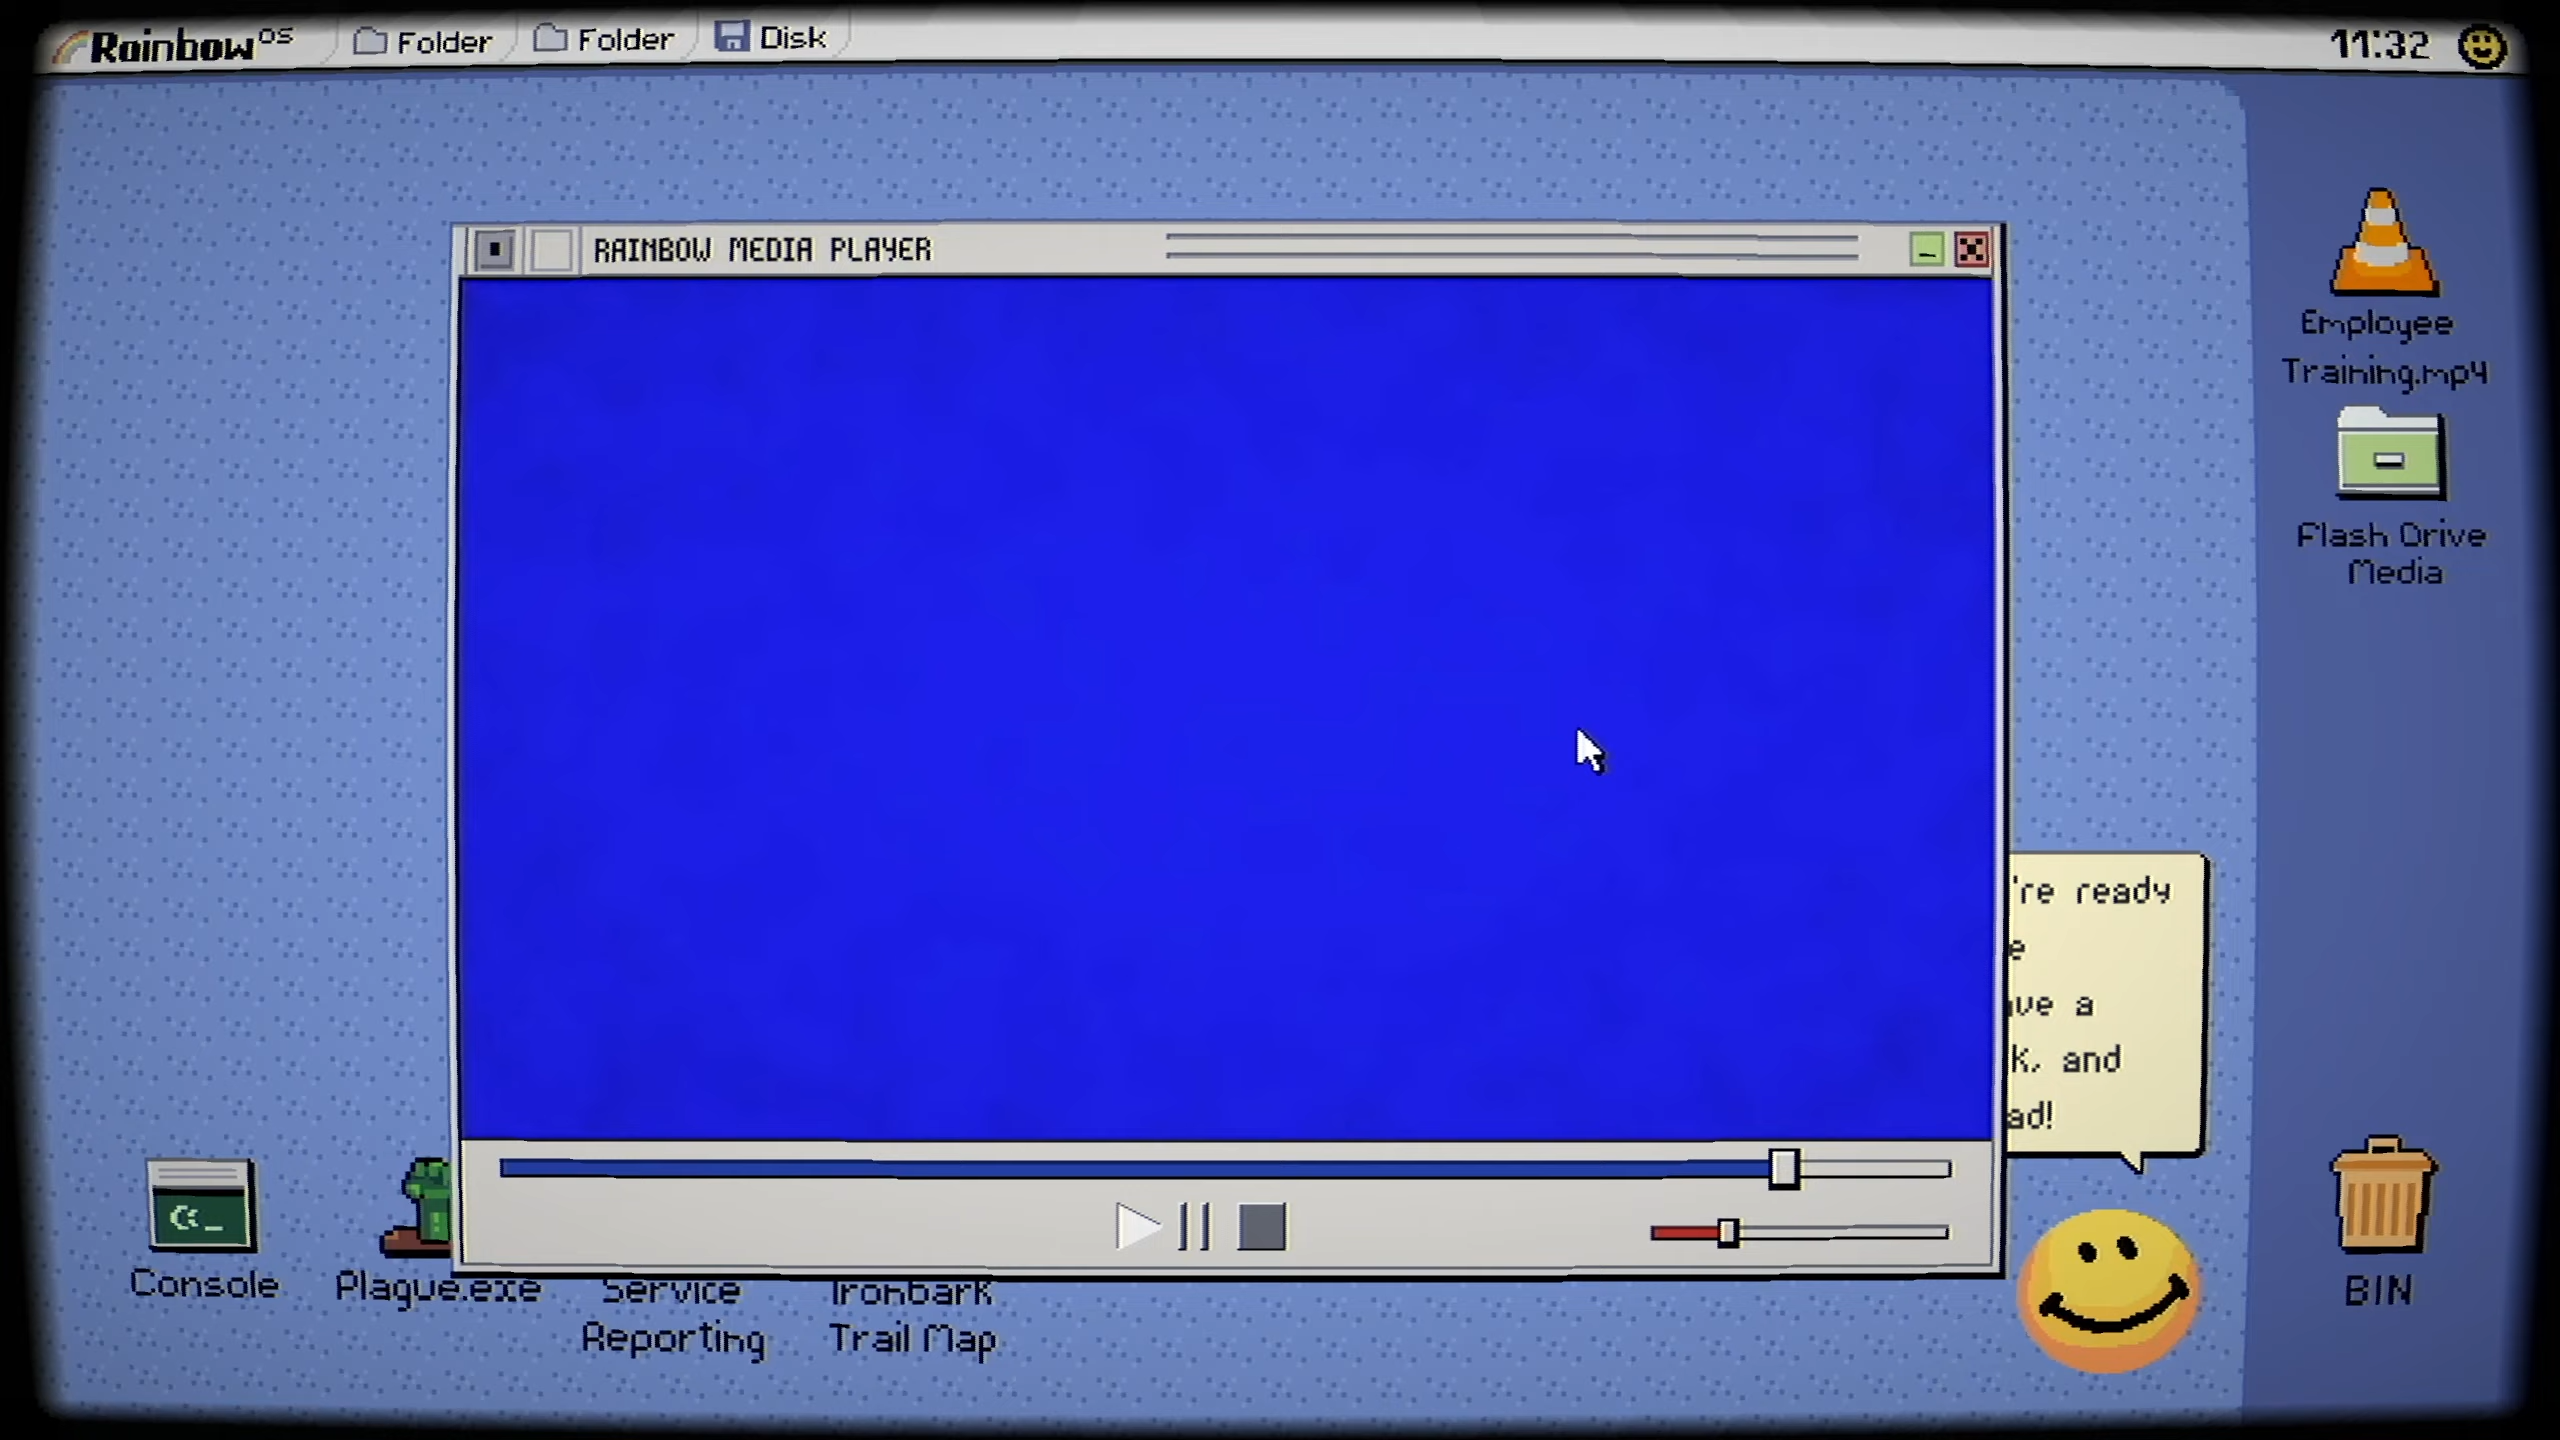 Rainbow OS
Folder
Folder
Disk
11:32
RAINBOW MEDIA PLAYER
Employee
Training.mp4
Flash Drive
Media
're ready
e
ve a
k, and
ad!
C:_
Console
Plague.exe
Service
Reporting
Ironbark
Trail Map
BIN